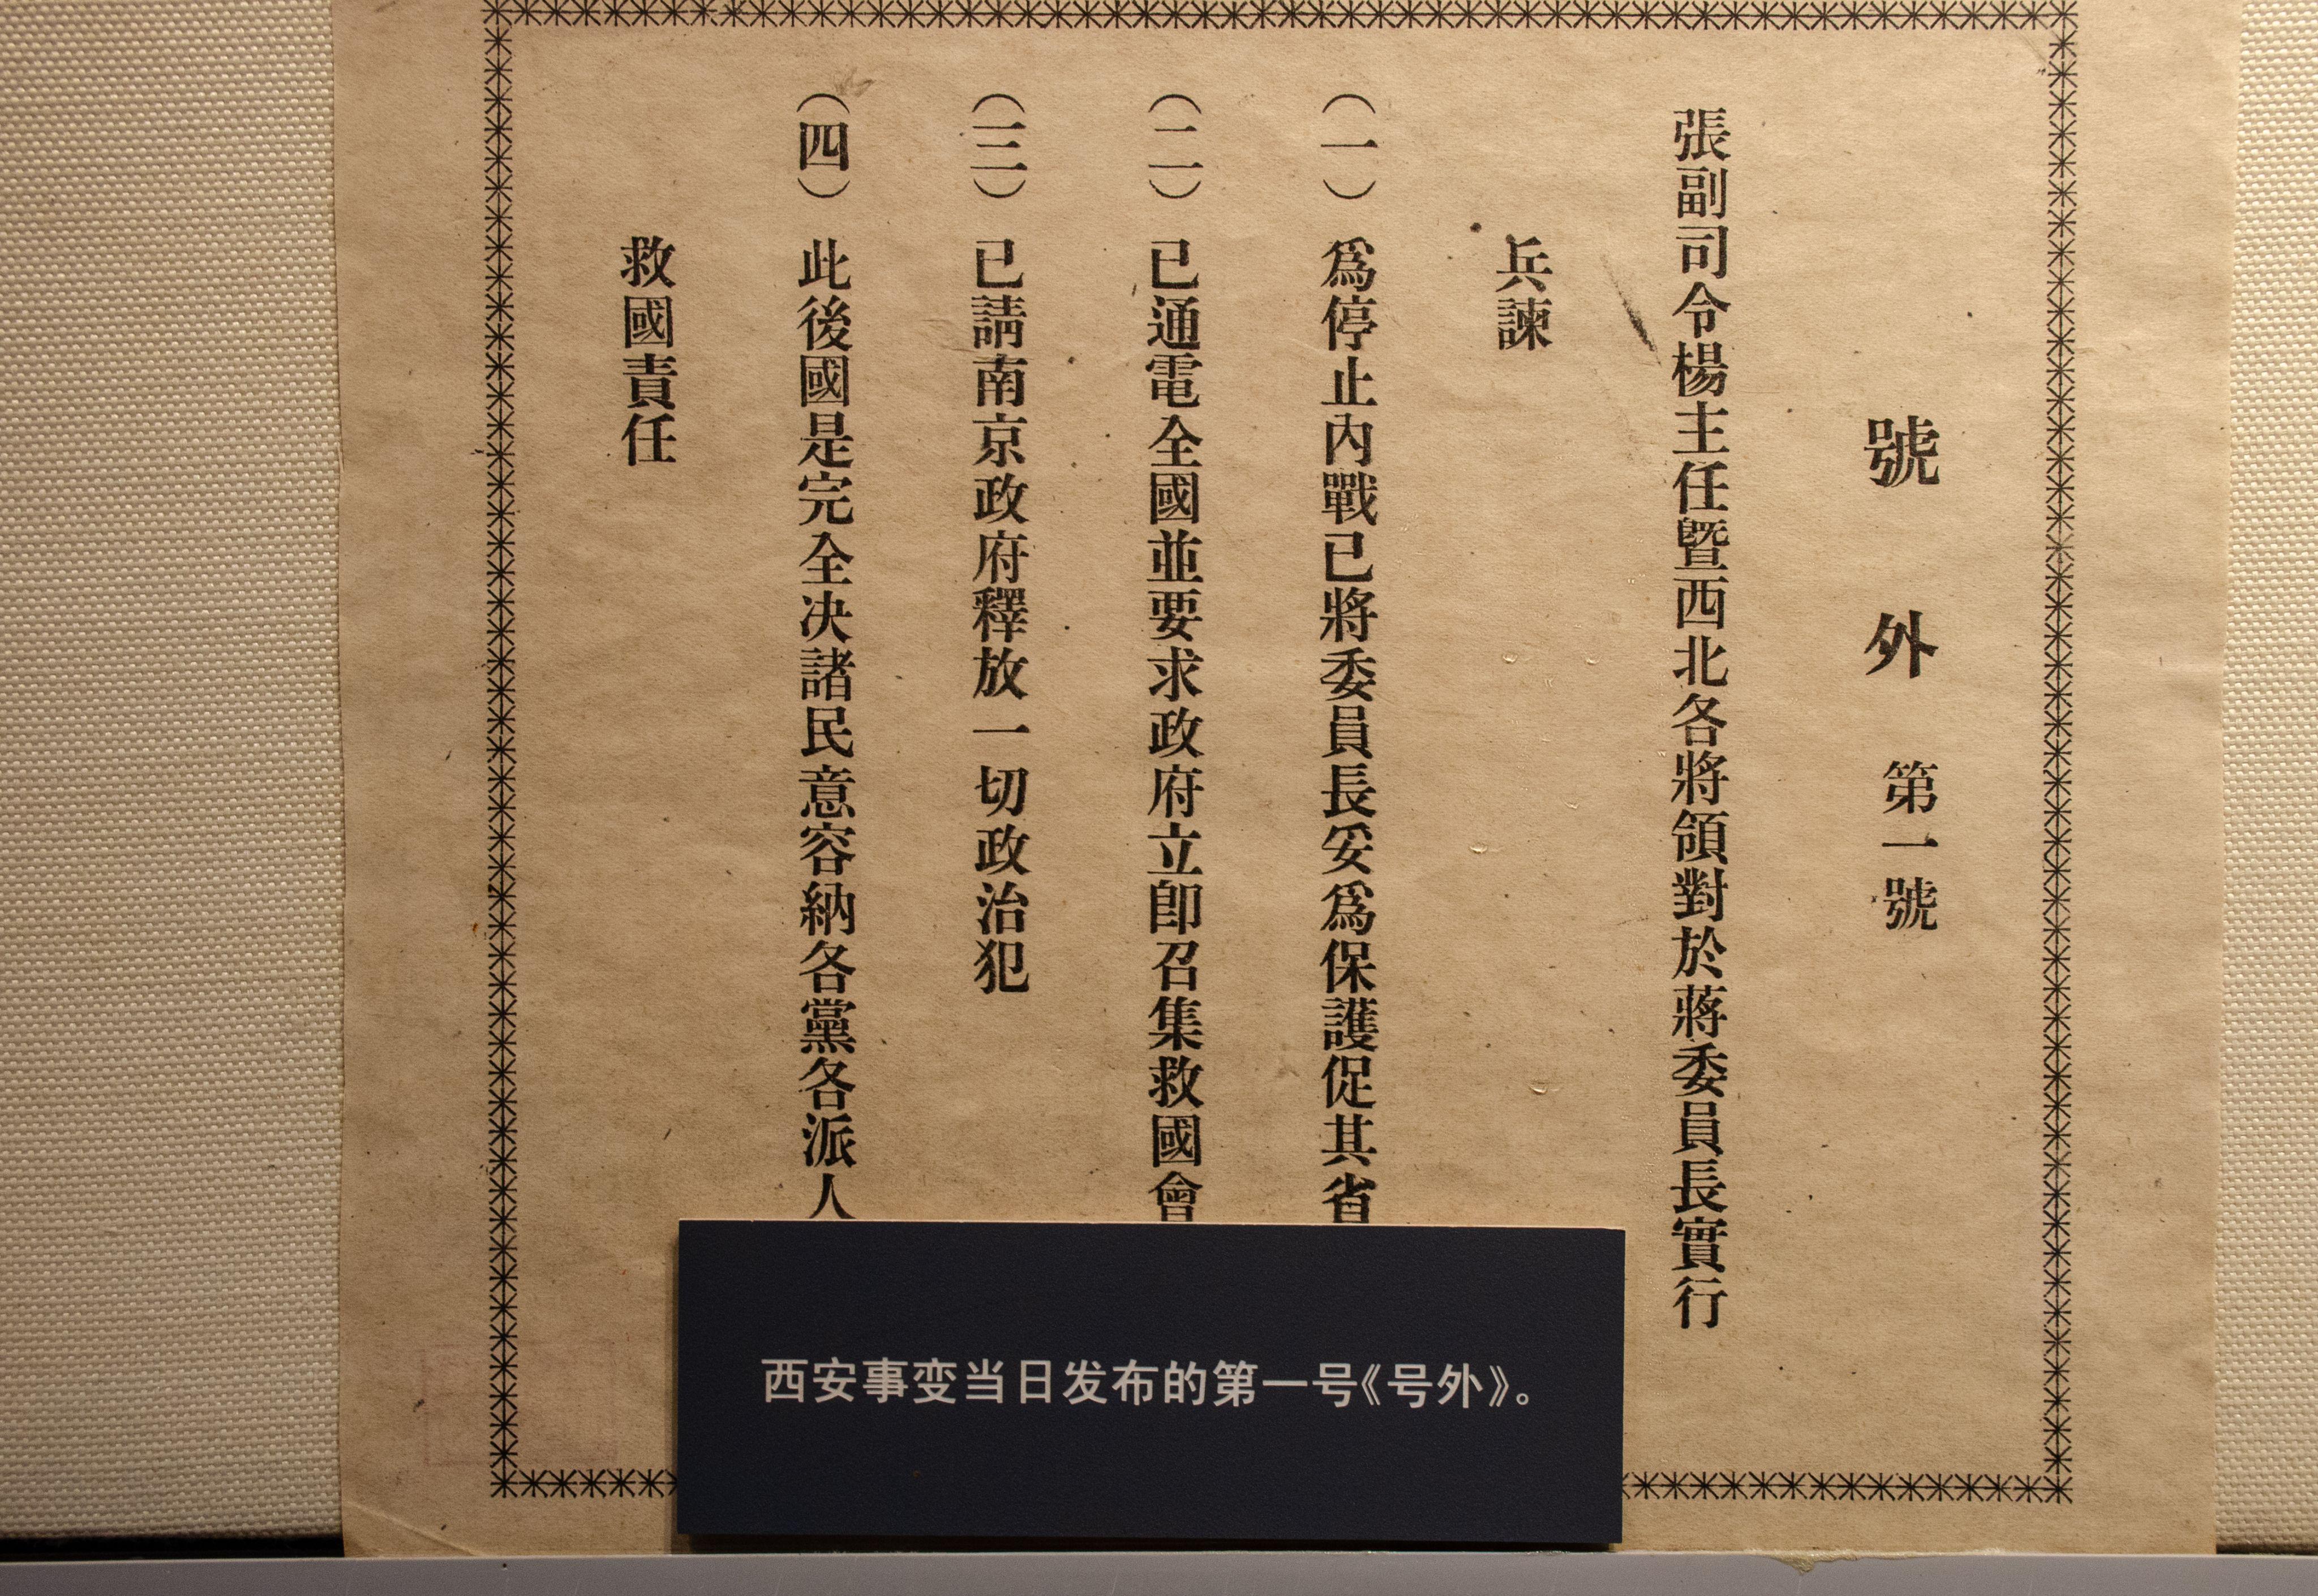 號外 第一號
張副司令楊主任暨西北各將領對於蔣委員長實行
兵諫
（一）爲停止內戰已將委員長妥爲保護促其省
（二）已通電全國並要求政府立卽召集救國會
（三）已請南京政府釋放一切政治犯
（四）此後國是完全决諸民意容納各黨各派人
救國責任
西安事变当日发布的第一号《号外》。